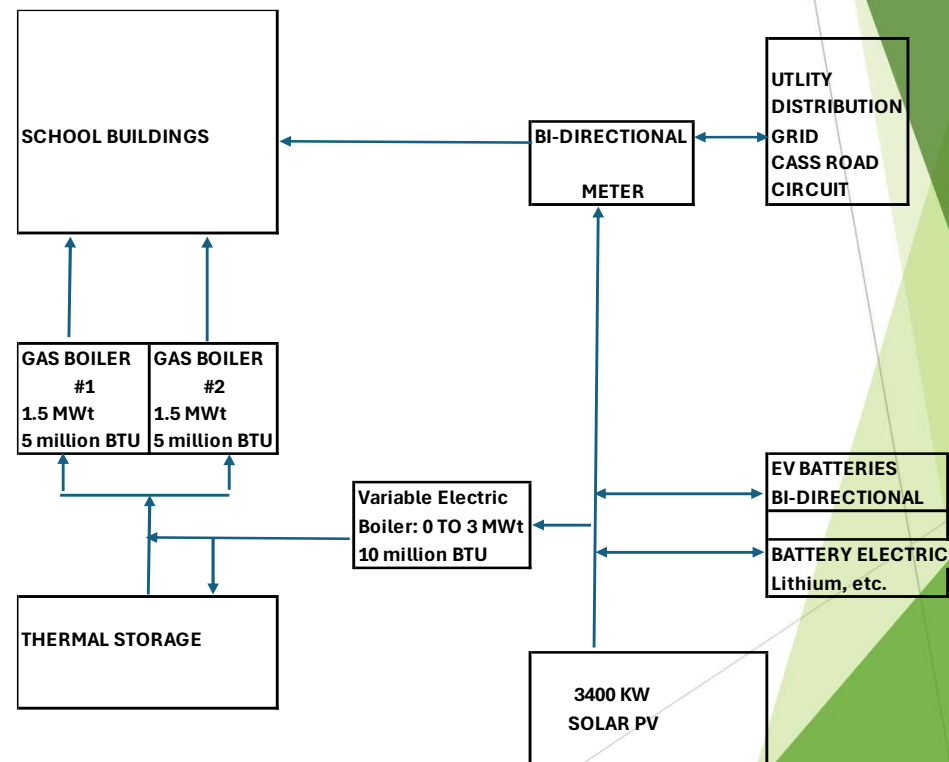 SCHOOL BUILDINGS
BI-DIRECTIONAL
METER
UTLITY
DISTRIBUTION
GRID
CASS ROAD
CIRCUIT
GAS BOILER
#1
1.5 MWt
5 million BTU
GAS BOILER
#2
1.5 MWt
5 million BTU
Variable Electric
Boiler: 0 TO 3 MWt
10 million BTU
EV BATTERIES
BI-DIRECTIONAL
BATTERY ELECTRIC
Lithium, etc.
THERMAL STORAGE
3400 KW
SOLAR PV